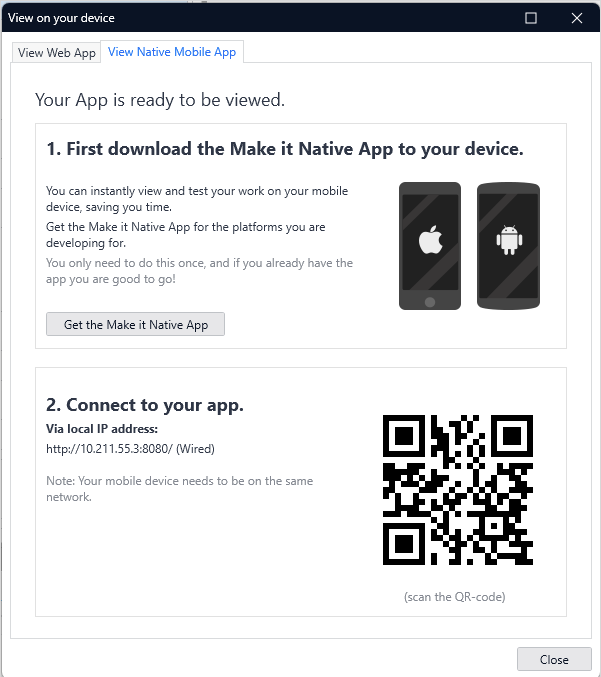 View on your device
View Web App
View Native Mobile App
Your App is ready to be viewed.
1. First download the Make it Native App to your device.
You can instantly view and test your work on your mobile
device, saving you time.
Get the Make it Native App for the platforms you are
developing for.
You only need to do this once, and if you already have the
app you are good to go!
Get the Make it Native App
2. Connect to your app.
Via local IP address:
http://10.211.55.3:8080/ (Wired)
Note: Your mobile device needs to be on the same
network.
(scan the QR-code)
Close